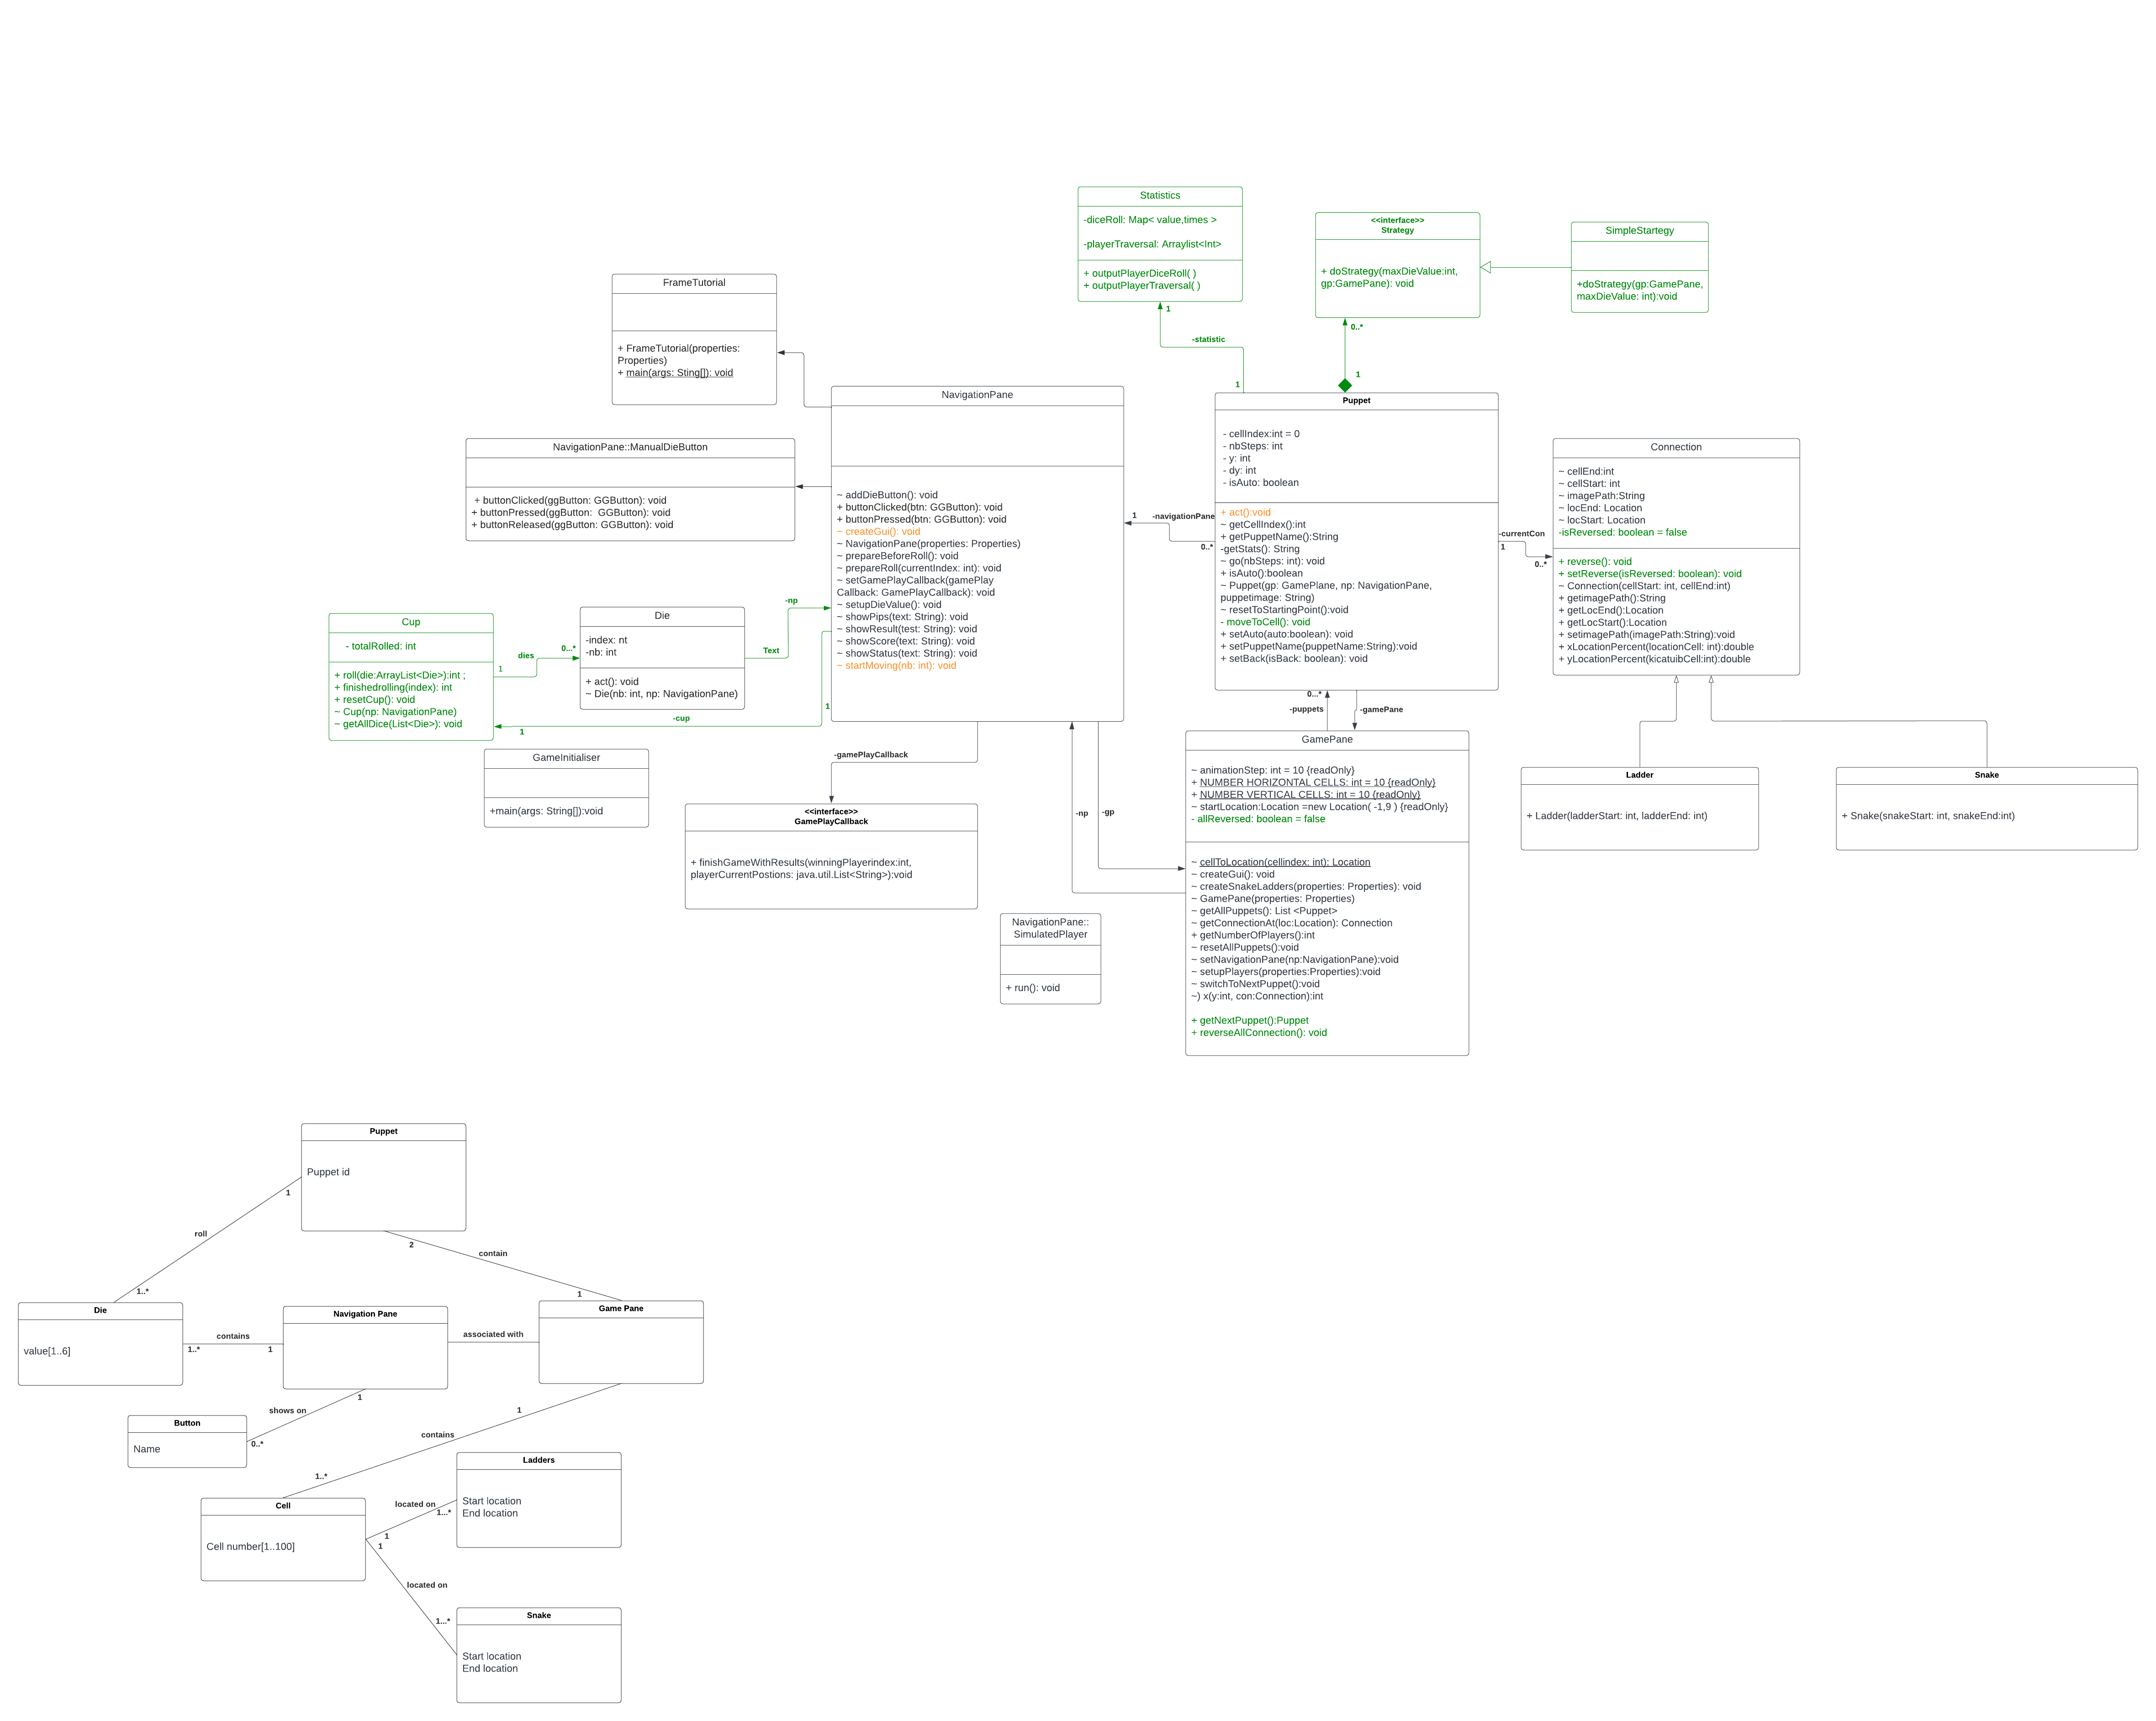 Statistics
-diceRoll: Map< value,times >
-playerTraversal: Arraylist<Int>
+ outputPlayerDiceRoll( )
+ outputPlayerTraversal( )
1
-statistic
1
<<interface>>
Strategy
+ doStrategy(maxDieValue:int,
gp:GamePane): void
0..*
1
SimpleStartegy
+doStrategy(gp:GamePane,
maxDieValue: int):void
FrameTutorial
+ FrameTutorial(properties:
Properties)
+ main(args: Sting[]): void
NavigationPane::ManualDieButton
+ buttonClicked(ggButton: GGButton): void
+ buttonPressed(ggButton:  GGButton): void
+ buttonReleased(ggButton: GGButton): void
NavigationPane
~ addDieButton(): void
+ buttonClicked(btn: GGButton): void
+ buttonPressed(btn: GGButton): void
~ createGui(): void
~ NavigationPane(properties: Properties)
~ prepareBeforeRoll(): void
~ prepareRoll(currentIndex: int): void
~ setGamePlayCallback(gamePlay
Callback: GamePlayCallback): void
~ setupDieValue(): void
~ showPips(text: String): void
~ showResult(test: String): void
~ showScore(text: String): void
~ showStatus(text: String): void
~ startMoving(nb: int): void
1
-navigationPane
0..*
Puppet
- cellIndex:int = 0
- nbSteps: int
- y: int
- dy: int
- isAuto: boolean
+ act():void
~ getCellIndex():int
+ getPuppetName():String
-getStats(): String
~ go(nbSteps: int): void
+ isAuto():boolean
~ Puppet(gp: GamePlane, np: NavigationPane,
puppetimage: String)
~ resetToStartingPoint():void
- moveToCell(): void
+ setAuto(auto:boolean): void
+ setPuppetName(puppetName:String):void
+ setBack(isBack: boolean): void
-currentCon
1
0..*
Connection
~ cellEnd:int
~ cellStart: int
~ imagePath:String
~ locEnd: Location
~ locStart: Location
-isReversed: boolean = false
+ reverse(): void
+ setReverse(isReversed: boolean): void
~ Connection(cellStart: int, cellEnd:int)
+ getimagePath():String
+ getLocEnd():Location
+ getLocStart():Location
+ setimagePath(imagePath:String):void
+ xLocationPercent(locationCell: int):double
+ yLocationPercent(kicatuibCell:int):double
Cup
- totalRolled: int
+ roll(die:ArrayList<Die>):int ;
+ finishedrolling(index): int
+ resetCup(): void
~ Cup(np: NavigationPane)
~ getAllDice(List<Die>): void
dies
1
0...*
Die
-index: nt
-nb: int
+ act(): void
~ Die(nb: int, np: NavigationPane)
-np
Text
1
-cup
1
GameInitialiser
+main(args: String[]):void
-gamePlayCallback
<<interface>>
GamePlayCallback
+ finishGameWithResults(winningPlayerindex:int,
playerCurrentPostions: java.util.List<String>):void
-np
-gp
0...*
-puppets
-gamePane
GamePane
~ animationStep: int = 10 {readOnly}
+ NUMBER HORIZONTAL CELLS: int = 10 {readOnly}
+ NUMBER VERTICAL CELLS: int = 10 {readOnly}
~ startLocation:Location =new Location( -1,9 ) {readOnly}
- allReversed: boolean = false
~ cellToLocation(cellindex: int): Location
~ createGui(): void
~ createSnakeLadders(properties: Properties): void
~ GamePane(properties: Properties)
~ getAllPuppets(): List <Puppet>
~ getConnectionAt(loc:Location): Connection
+ getNumberOfPlayers():int
~ resetAllPuppets():void
~ setNavigationPane(np:NavigationPane):void
~ setupPlayers(properties:Properties):void
~ switchToNextPuppet():void
~) x(y:int, con:Connection):int
+ getNextPuppet():Puppet
+ reverseAllConnection(): void
Ladder
+ Ladder(ladderStart: int, ladderEnd: int)
Snake
+ Snake(snakeStart: int, snakeEnd:int)
NavigationPane::
SimulatedPlayer
+ run(): void
Puppet
Puppet id
1
roll
1..*
2
contain
1
Die
value[1..6]
contains
1..*
1
Navigation Pane
associated with
Game Pane
1
shows on
0..*
Button
Name
1
contains
1..*
Cell
Cell number[1..100]
located on
1...*
1
1
Ladders
Start location
End location
located on
1...*
Snake
Start location
End location